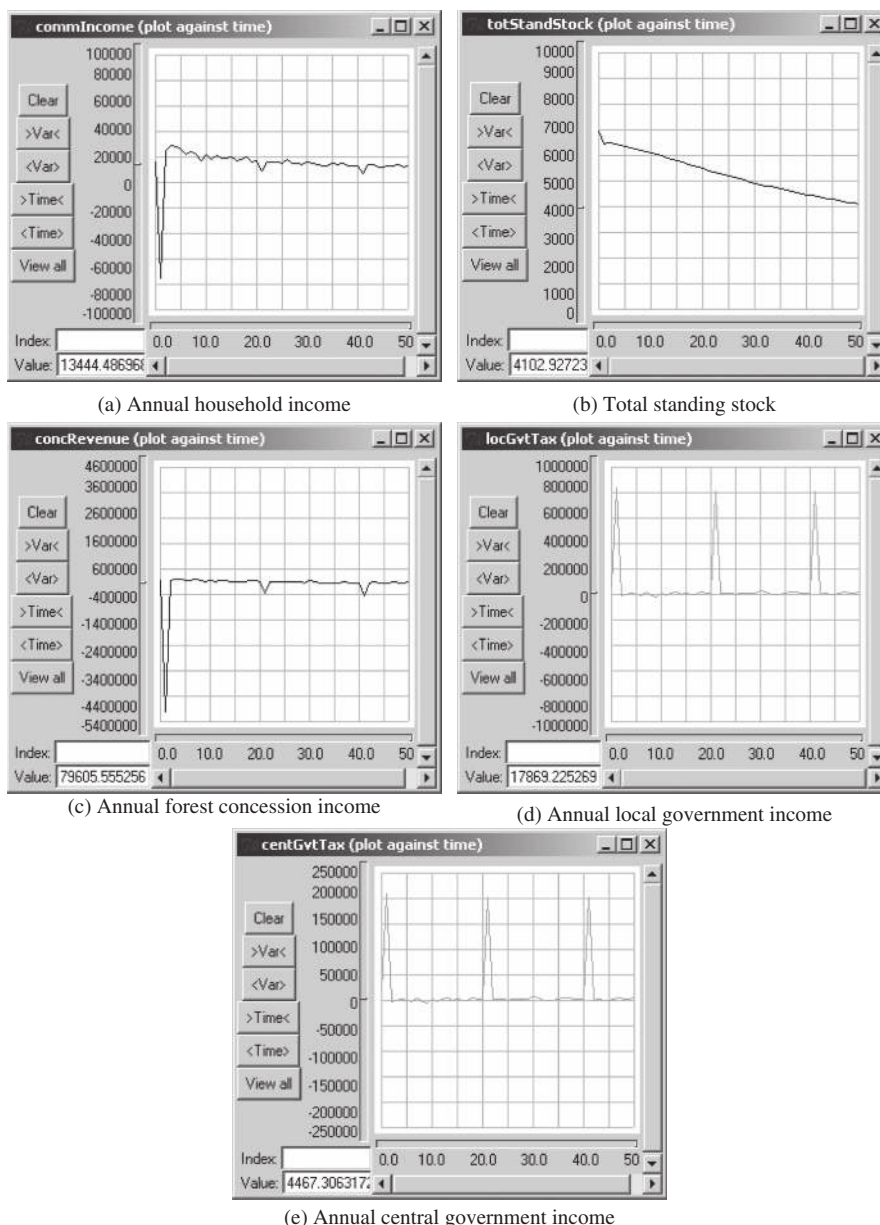 commIncome (plot against time)
100000
80000
60000
40000
20000
0
-20000
-40000
-60000
-80000
-100000
Clear
>Var<
<Var>
>Time<
<Time>
View all
Index:
0.0 10.0 20.0 30.0 40.0 50
Value: 13444.48696
(a) Annual household income
totStandStock (plot against time)
10000
9000
8000
7000
6000
5000
4000
3000
2000
1000
0
Clear
>Var<
<Var>
>Time<
<Time>
View all
Index:
0.0 10.0 20.0 30.0 40.0 50
Value: 4102.92723
(b) Total standing stock
concRevenue (plot against time)
4600000
3600000
2600000
1600000
600000
-400000
-1400000
-2400000
-3400000
-4400000
-5400000
Clear
>Var<
<Var>
>Time<
<Time>
View all
Index:
0.0 10.0 20.0 30.0 40.0 50
Value: 79605.555256
(c) Annual forest concession income
locGvtTax (plot against time)
1000000
800000
600000
400000
200000
0
-200000
-400000
-600000
-800000
-1000000
Clear
>Var<
<Var>
>Time<
<Time>
View all
Index:
0.0 10.0 20.0 30.0 40.0 50
Value: 17869.225269
(d) Annual local government income
centGvtTax (plot against time)
250000
200000
150000
100000
50000
0
-50000
-100000
-150000
-200000
-250000
Clear
>Var<
<Var>
>Time<
<Time>
View all
Index:
0.0 10.0 20.0 30.0 40.0 50
Value: 4467.306317
(e) Annual central government income